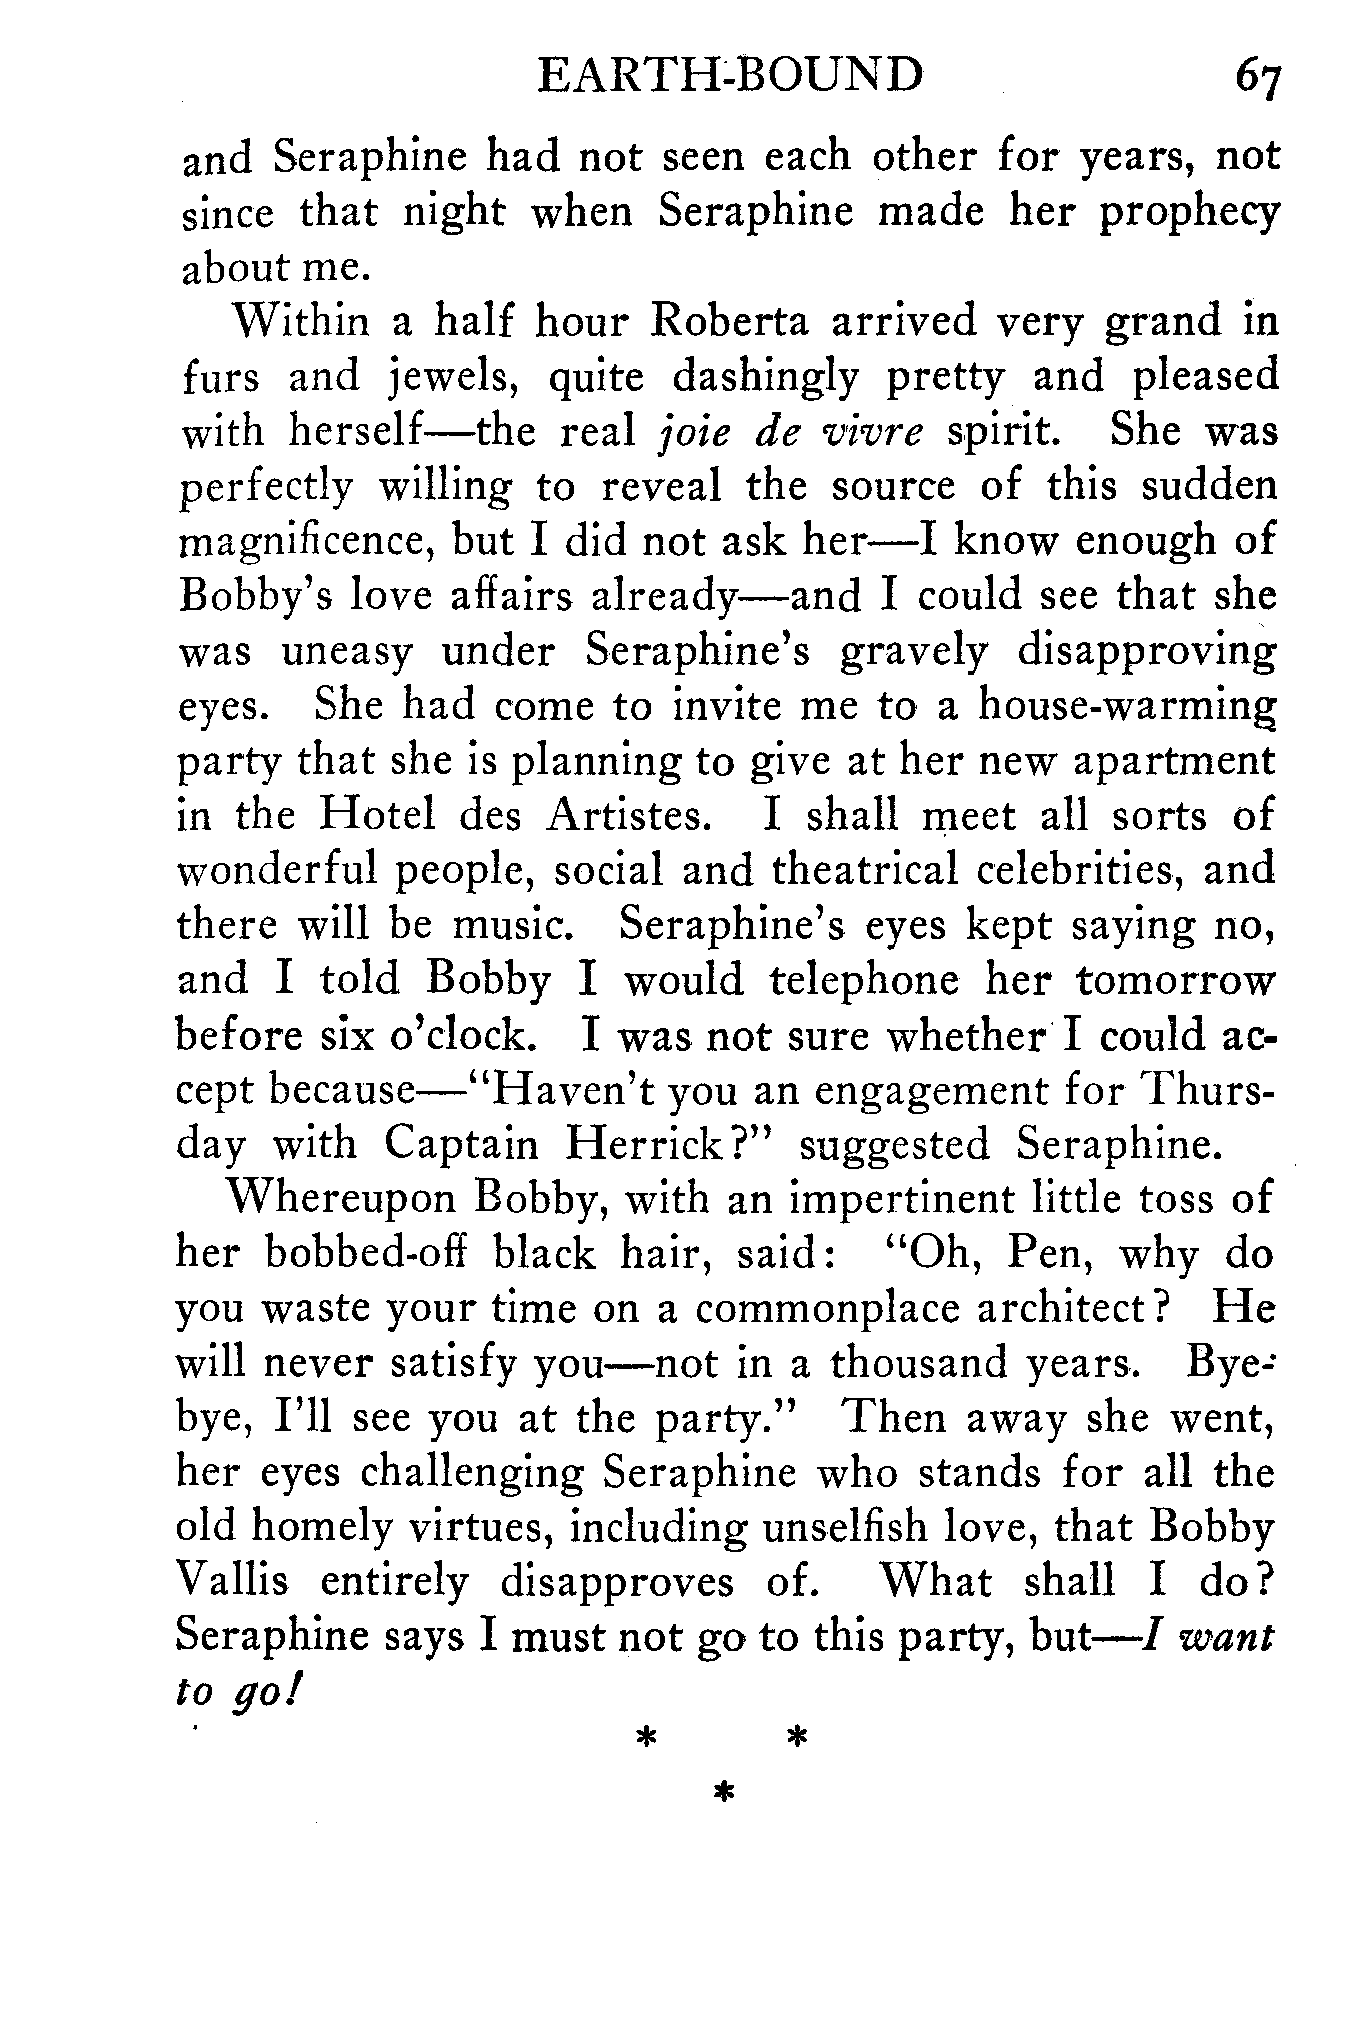 EARTH-BOUND 67
and Seraphine had not seen each other for years, not
since that night when Seraphine made her prophecy
about me.
Within a half hour Roberta arrived very grand in
furs and jewels, quite dashingly pretty and pleased
with herself—the real joie de vivre spirit. She was
perfectly willing to reveal the source of this sudden
magnificence, but I did not ask her—I know enough of
Bobby's love affairs already—and I could see that she
was uneasy under Seraphine's gravely disapproving
eyes. She had come to invite me to a house-warming
party that she is planning to give at her new apartment
in the Hotel des Artistes. I shall meet all sorts of
wonderful people, social and theatrical celebrities, and
there will be music. Seraphine's eyes kept saying no,
and I told Bobby I would telephone her tomorrow
before six o'clock. I was not sure whether I could ac-
cept because—"Haven't you an engagement for Thurs-
day with Captain Herrick?" suggested Seraphine.
Whereupon Bobby, with an impertinent little toss of
her bobbed-off black hair, said: "Oh, Pen, why do
you waste your time on a commonplace architect? He
will never satisfy you—not in a thousand years. Bye-
bye, I'll see you at the party." Then away she went,
her eyes challenging Seraphine who stands for all the
old homely virtues, including unselfish love, that Bobby
Vallis entirely disapproves of. What shall I do?
Seraphine says I must not go to this party, but—I want
to go!
* *
*